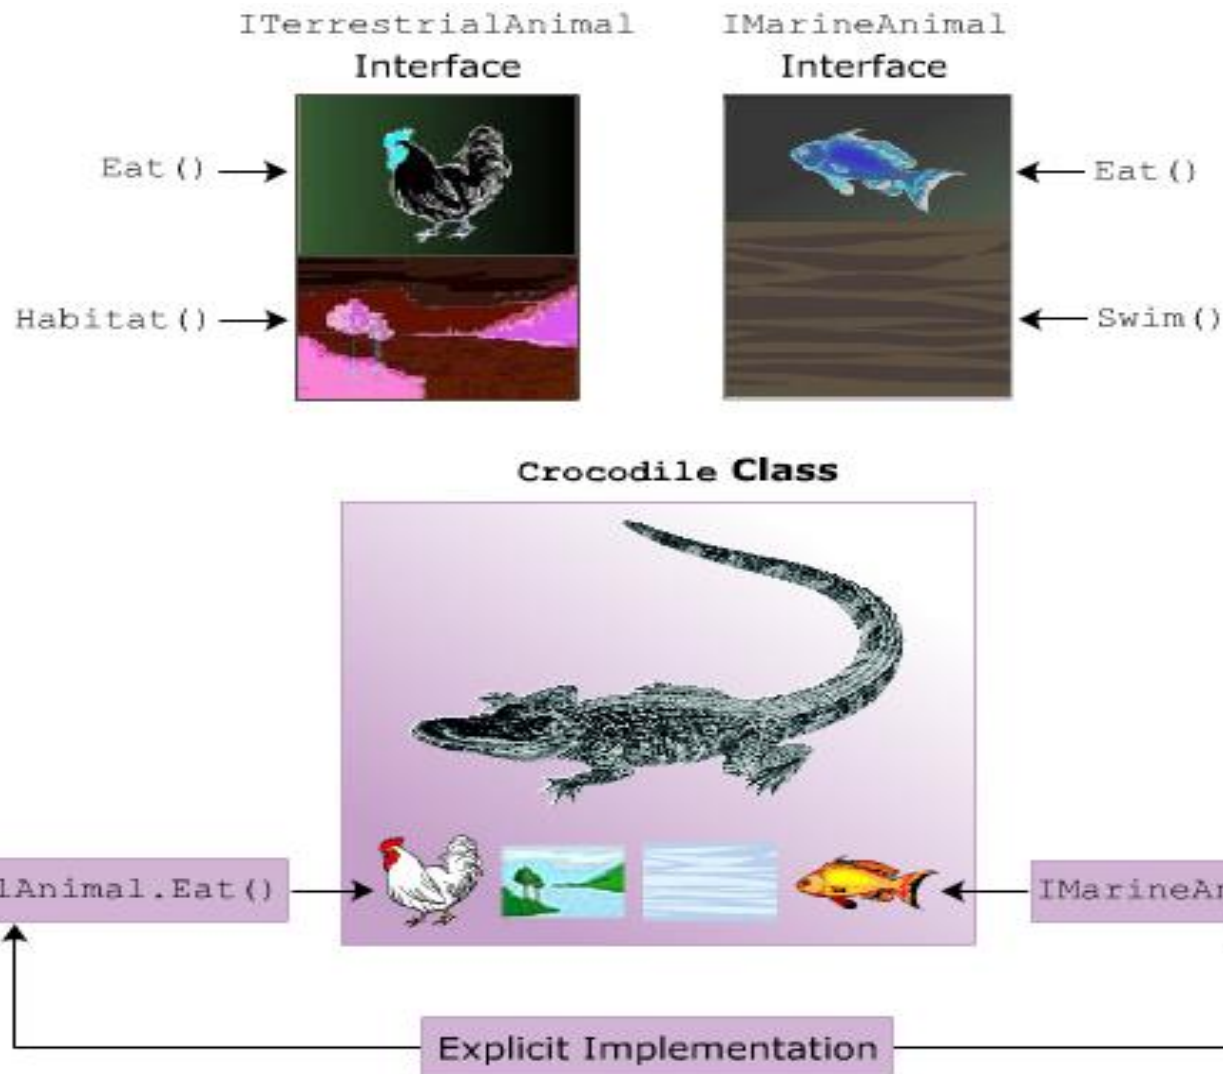 ITerrestrialAnimal
Interface
IMarineAnimal
Interface
Eat()
Eat()
Habitat()
Swim()
Crocodile Class
lAnimal.Eat()
IMarineAn
Explicit Implementation